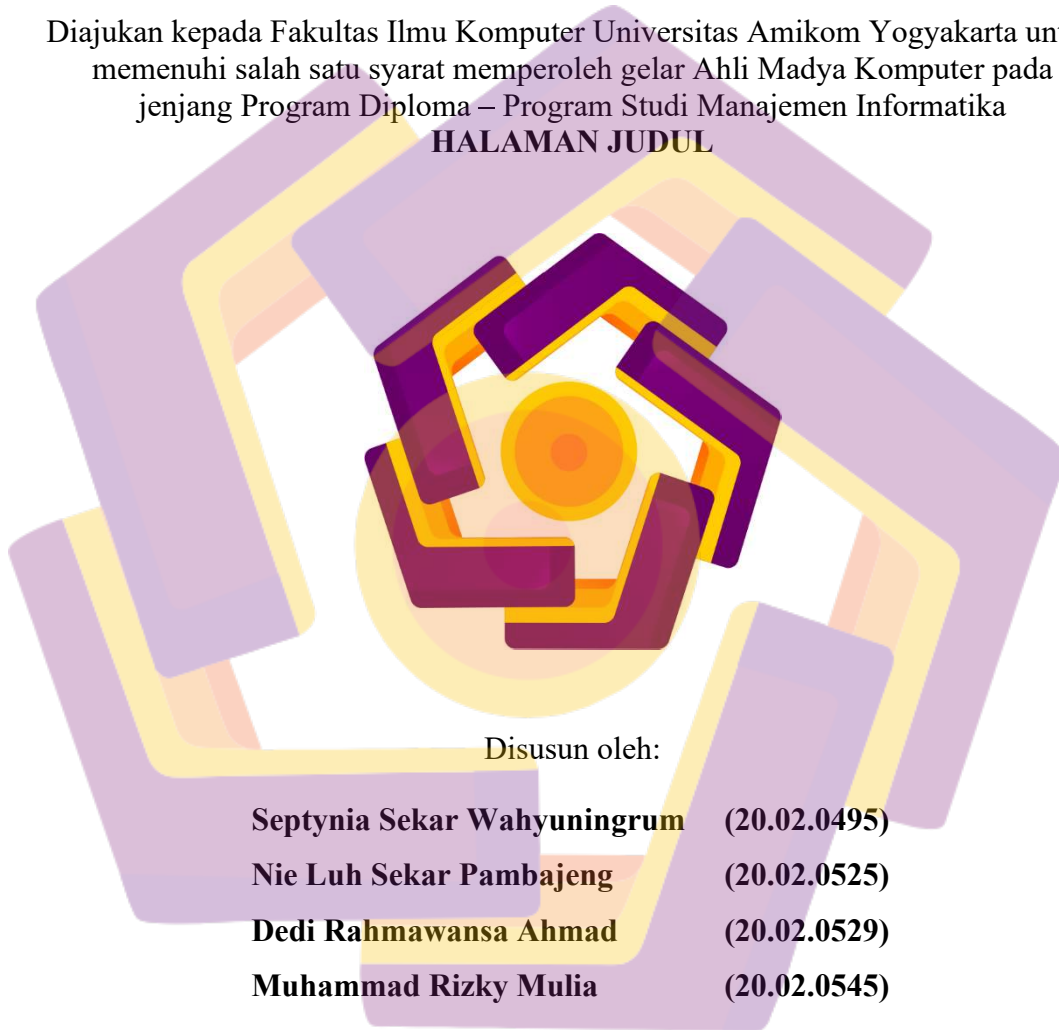 Diajukan kepada Fakultas Ilmu Komputer Universitas Amikom Yogyakarta un
memenuhi salah satu syarat memperoleh gelar Ahli Madya Komputer pada
jenjang Program Diploma – Program Studi Manajemen Informatika
HALAMAN JUDUL
Disusun oleh:
Septynia Sekar Wahyuningrum (20.02.0495)
Nie Luh Sekar Pambajeng (20.02.0525)
Dedi Rahmawansa Ahmad (20.02.0529)
Muhammad Rizky Mulia (20.02.0545)